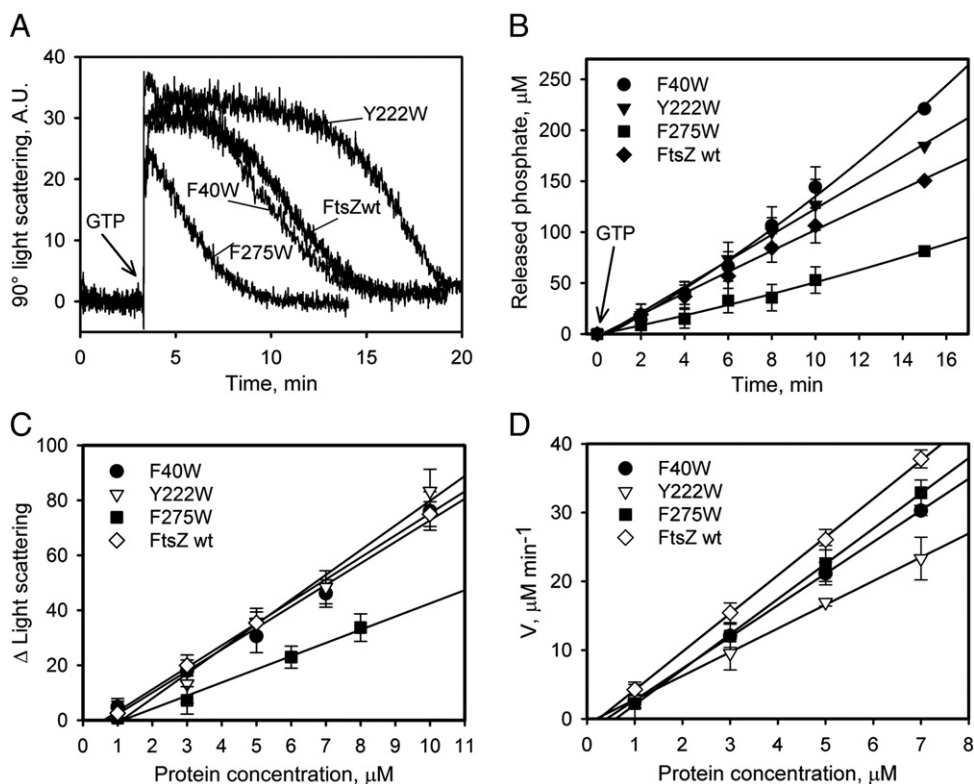 A
90° light scattering, A.U.
40
30
20
10
0
GTP
Y222W
F40W
FtsZwt
F275W
0 5 10 15 20
Time, min
B
Released phosphate, µM
250
200
150
100
50
0
F40W
Y222W
F275W
FtsZ wt
GTP
0 2 4 6 8 10 12 14 16
Time, min
C
Δ Light scattering
100
80
60
40
20
0
F40W
Y222W
F275W
FtsZ wt
0 1 2 3 4 5 6 7 8 9 10 11
Protein concentration, µM
D
V, µM min-1
40
30
20
10
0
F40W
Y222W
F275W
FtsZ wt
0 1 2 3 4 5 6 7 8
Protein concentration, µM